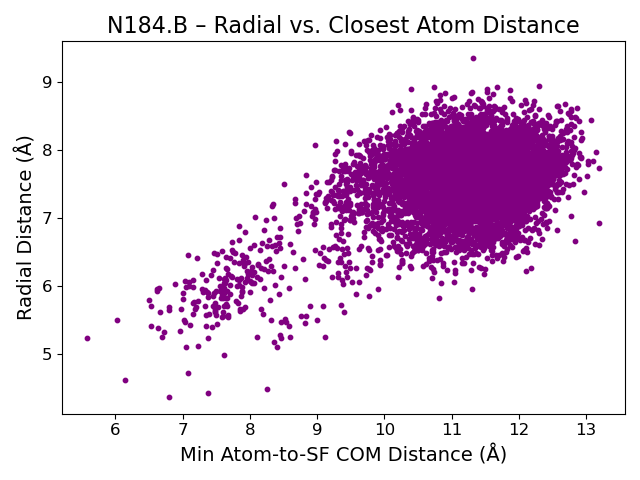 N184.B – Radial vs. Closest Atom Distance
Radial Distance (Å)
9
8
7
6
5
6 7 8 9 10 11 12 13
Min Atom-to-SF COM Distance (Å)